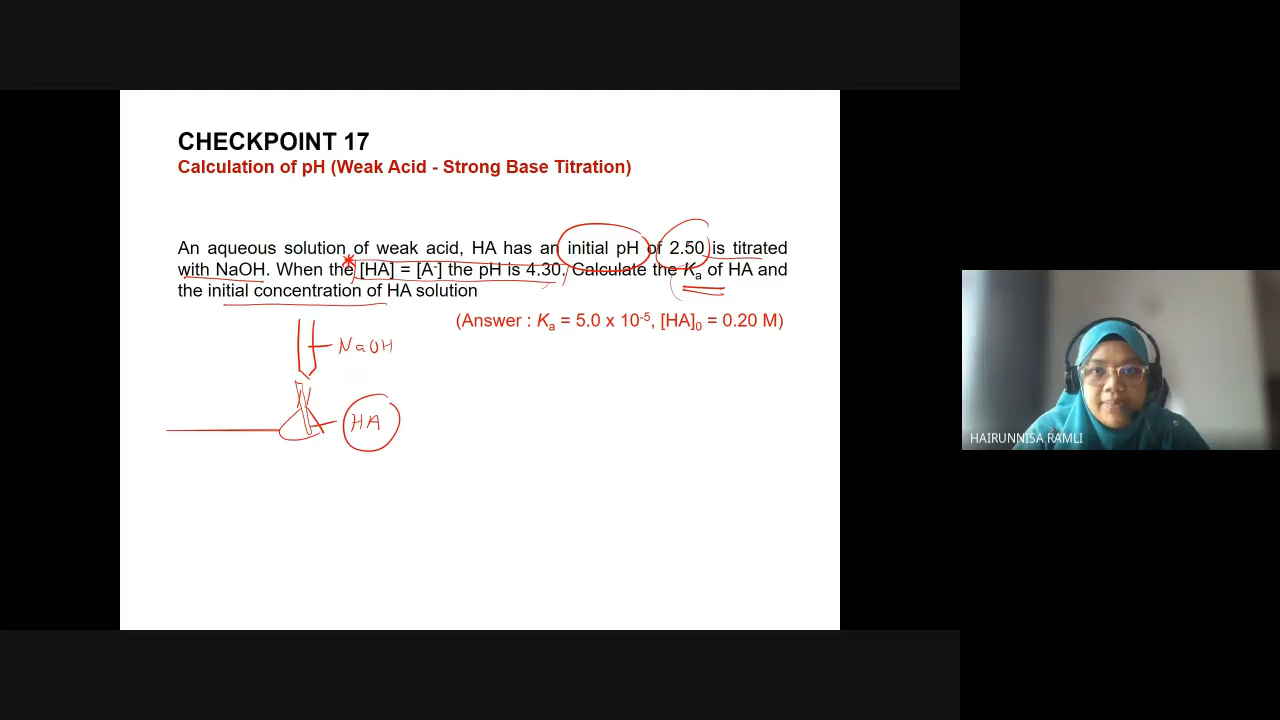 CHECKPOINT 17
Calculation of pH (Weak Acid - Strong Base Titration)
An aqueous solution of weak acid, HA has an initial pH of 2.50 is titrated
with NaOH. When the [HA] = [A-] the pH is 4.30. Calculate the Ka of HA and
the initial concentration of HA solution
(Answer : Ka = 5.0 x 10-5, [HA]0 = 0.20 M)
NaOH
HA
HAIRUNNISA RAMLI